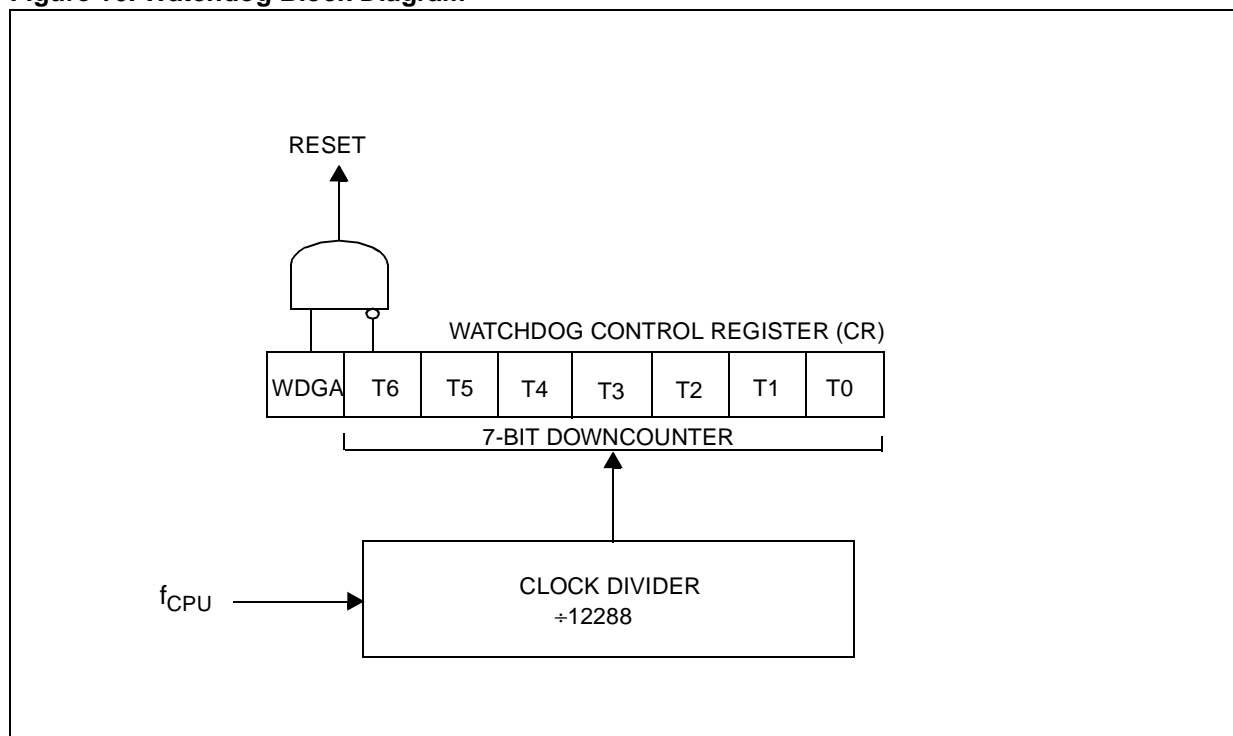 RESET
WATCHDOG CONTROL REGISTER (CR)
WDGA T6 T5 T4 T3 T2 T1 T0
7-BIT DOWNCOUNTER
fCPU
CLOCK DIVIDER
÷12288